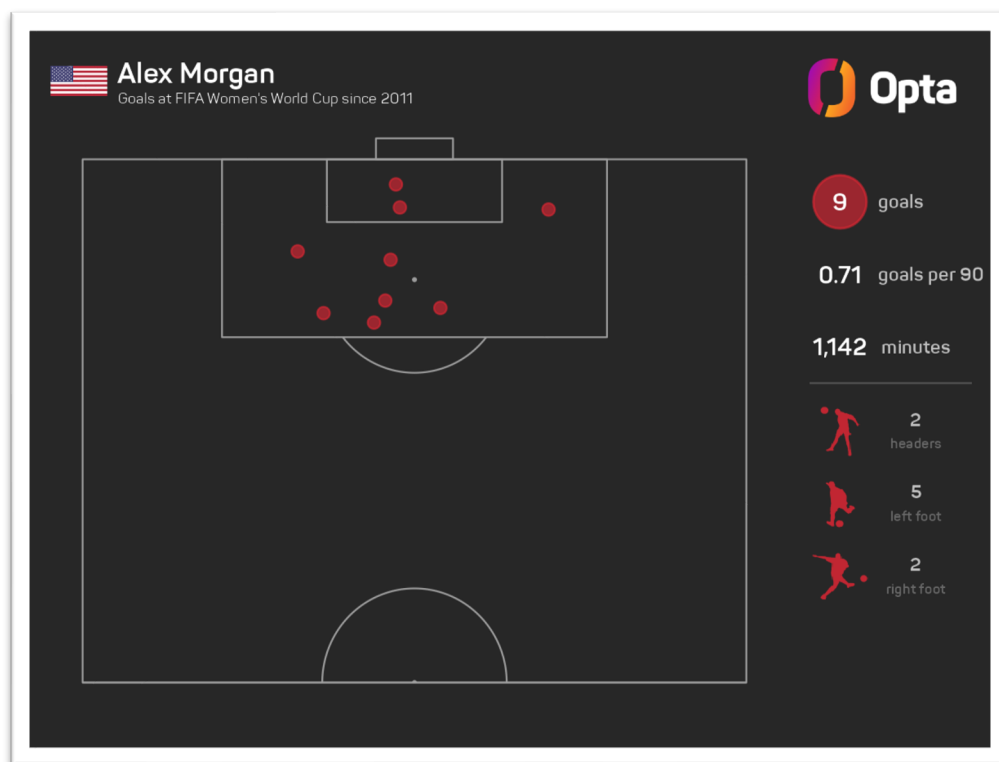 Alex Morgan
Goals at FIFA Women's World Cup since 2011
Opta
9 goals
0.71 goals per 90
1,142 minutes
2
headers
5
left foot
2
right foot